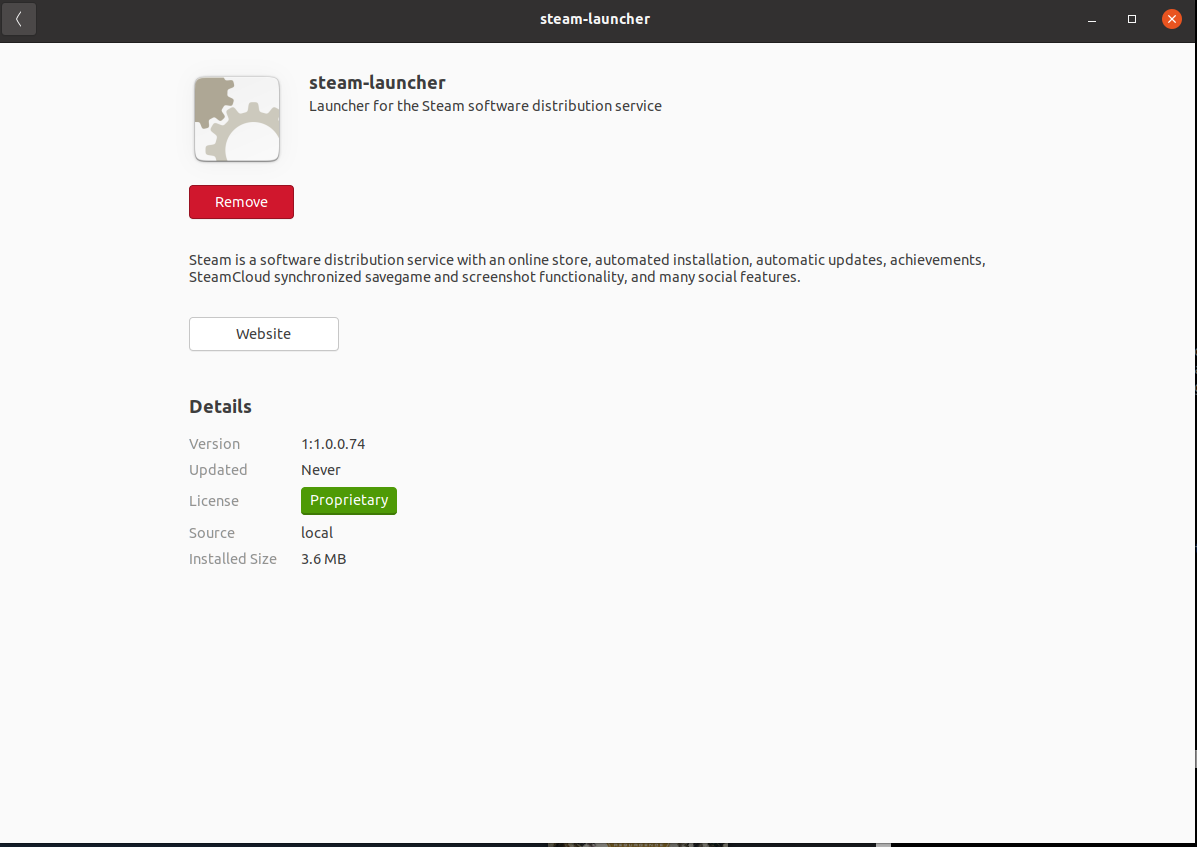 steam-launcher
steam-launcher
Launcher for the Steam software distribution service
Remove
Steam is a software distribution service with an online store, automated installation, automatic updates, achievements,
SteamCloud synchronized savegame and screenshot functionality, and many social features.
Website
Details
Version 1:1.0.0.74
Updated Never
License Proprietary
Source local
Installed Size 3.6 MB